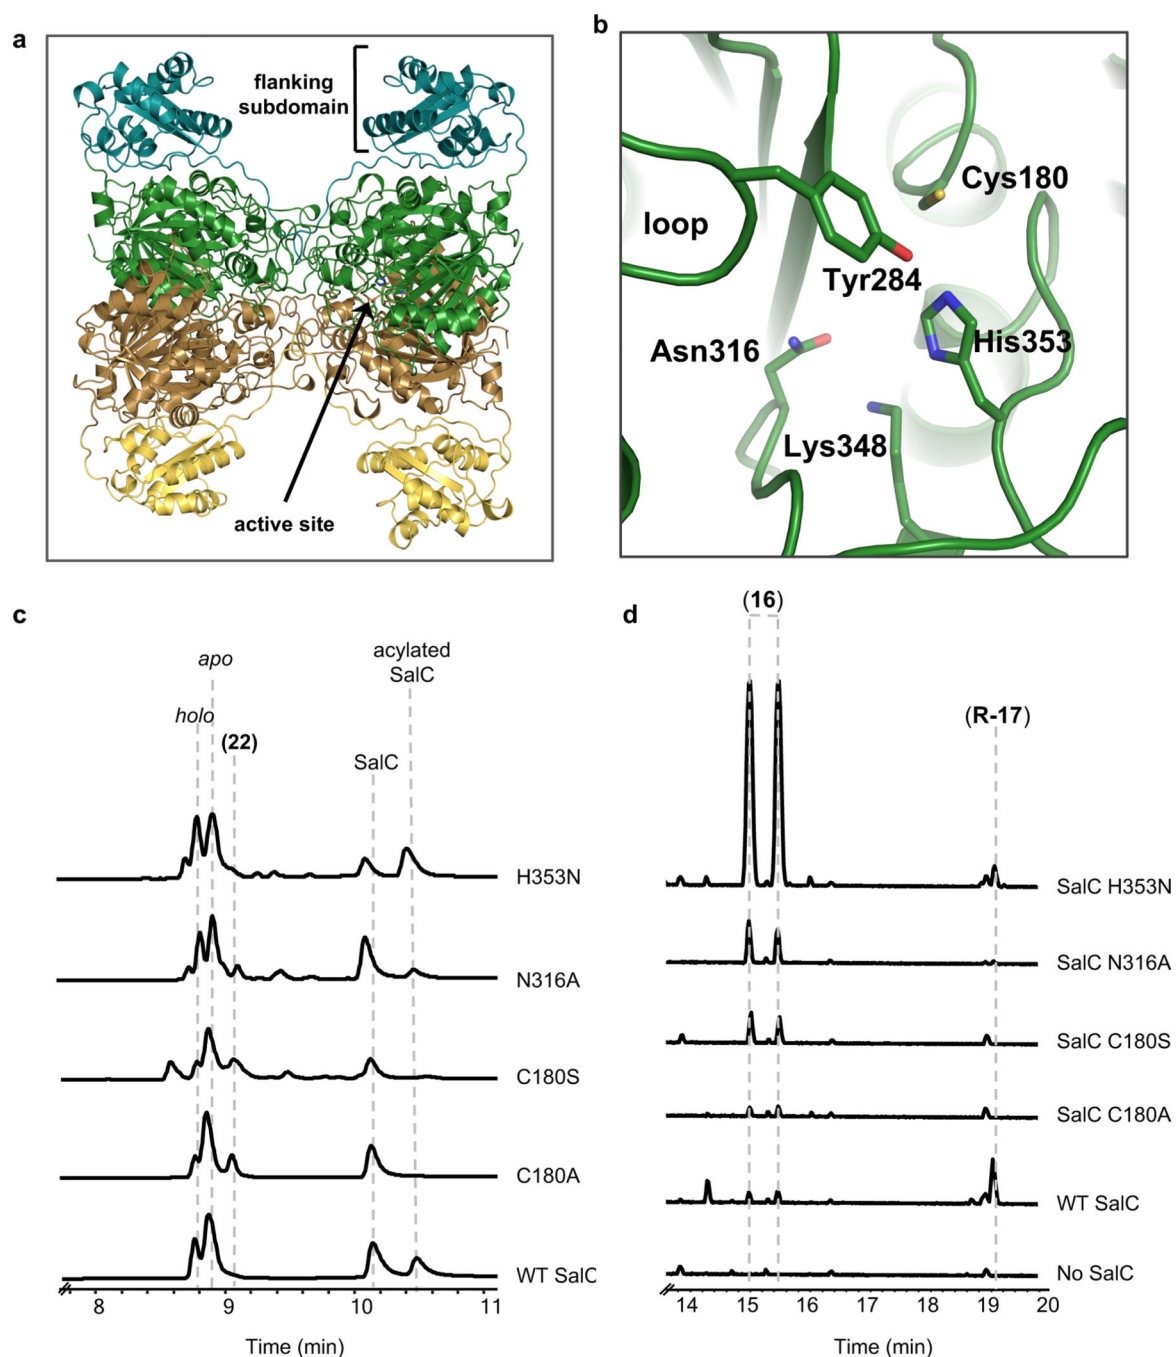 a
flanking
subdomain
active site
b
Cys180
loop
Tyr284
Asn316
His353
Lys348
c
apo
acylated
SalC
holo
(22)
SalC
H353N
N316A
C180S
C180A
WT SalC
8 9 10 11
Time (min)
d
(16)
(R-17)
SalC H353N
SalC N316A
SalC C180S
SalC C180A
WT SalC
No SalC
14 15 16 17 18 19 20
Time (min)